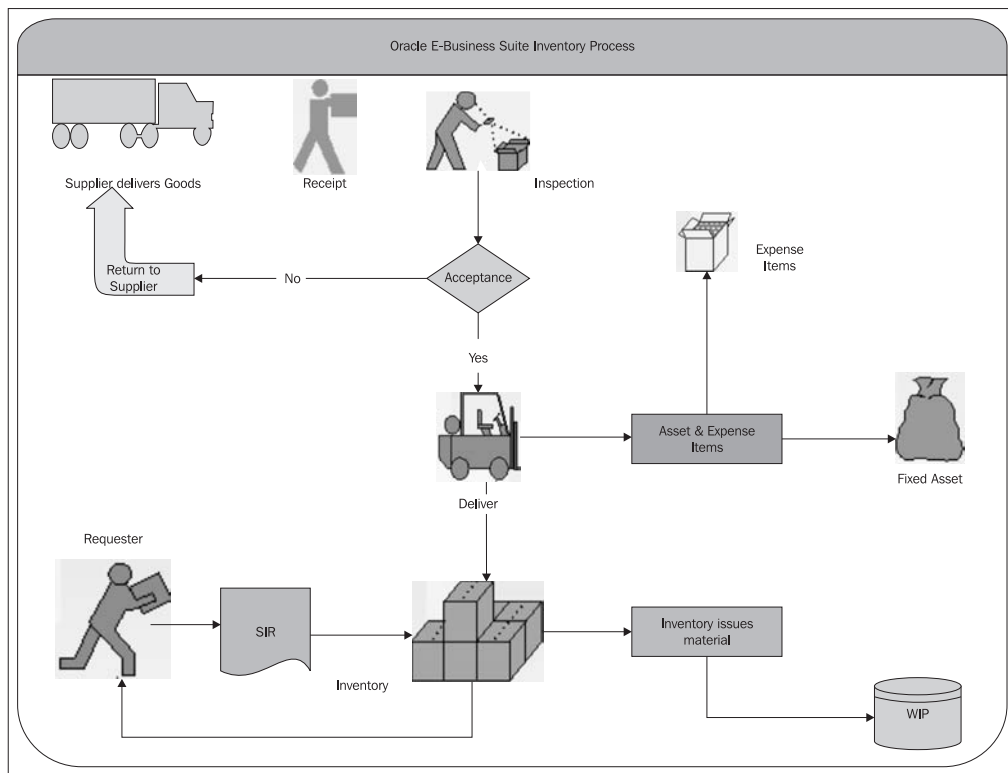 Oracle E-Business Suite Inventory Process
Supplier delivers Goods
Receipt
Inspection
Expense
Items
Return to
Supplier
No
Acceptance
Yes
Asset & Expense
Items
Fixed Asset
Deliver
Requester
SIR
Inventory
Inventory issues
material
WIP